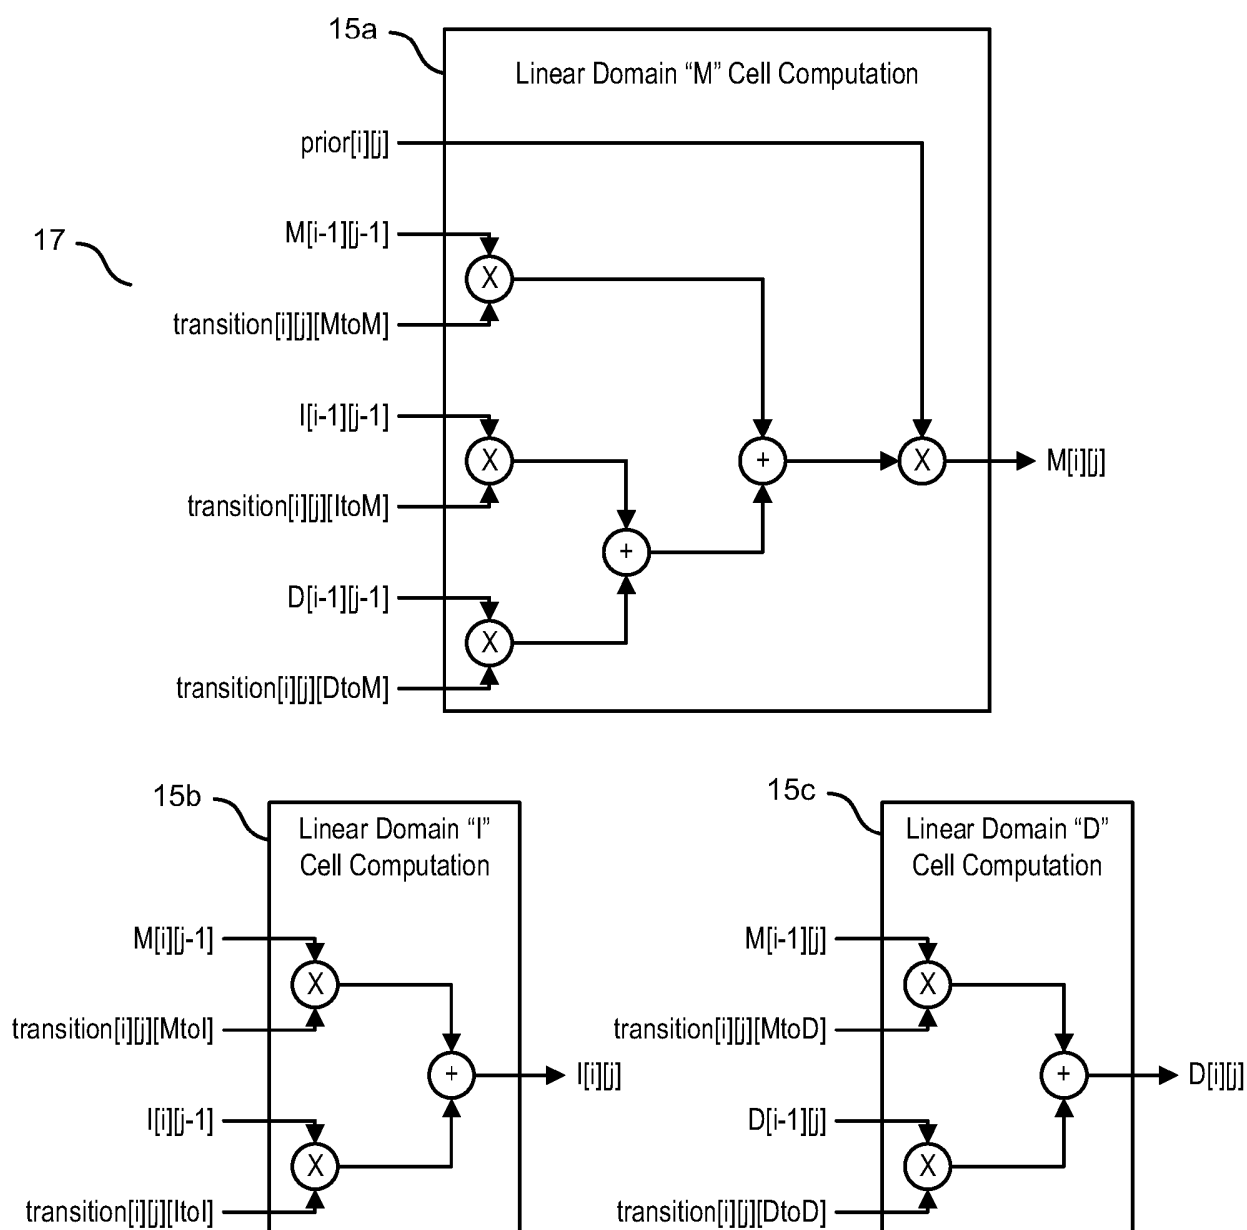 15a
Linear Domain “M” Cell Computation
prior[i][j]
M[i-1][j-1]
17
X
transition[i][j][MtoM]
I[i-1][j-1]
X
+
X
M[i][j]
transition[i][j][ItoM]
+
D[i-1][j-1]
X
transition[i][j][DtoM]
15b
Linear Domain “I”
Cell Computation
M[i][j-1]
X
transition[i][j][MtoI]
+
I[i][j]
I[i][j-1]
X
transition[i][j][ItoI]
15c
Linear Domain “D”
Cell Computation
M[i-1][j]
X
transition[i][j][MtoD]
+
D[i][j]
D[i-1][j]
X
transition[i][j][DtoD]